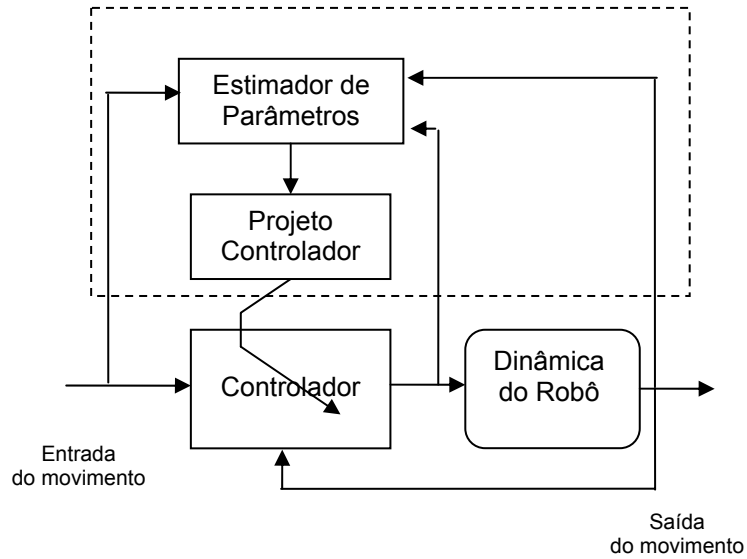 Estimador de
Parâmetros
Projeto
Controlador
Controlador
Dinâmica
do Robô
Entrada
do movimento
Saída
do movimento